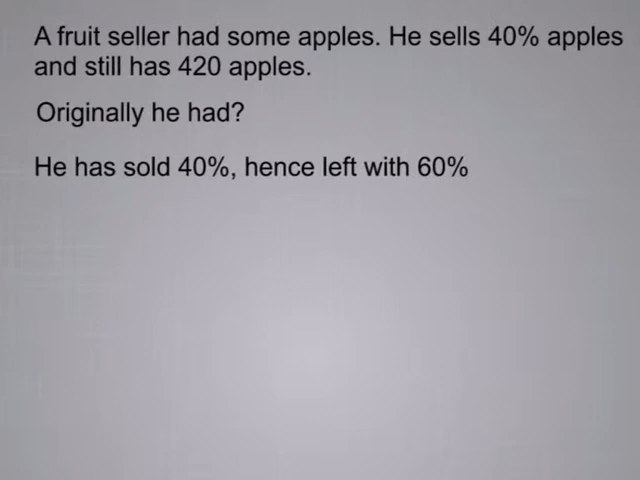 A fruit seller had some apples. He sells 40% apples
and still has 420 apples.
Originally he had?
He has sold 40%, hence left with 60%